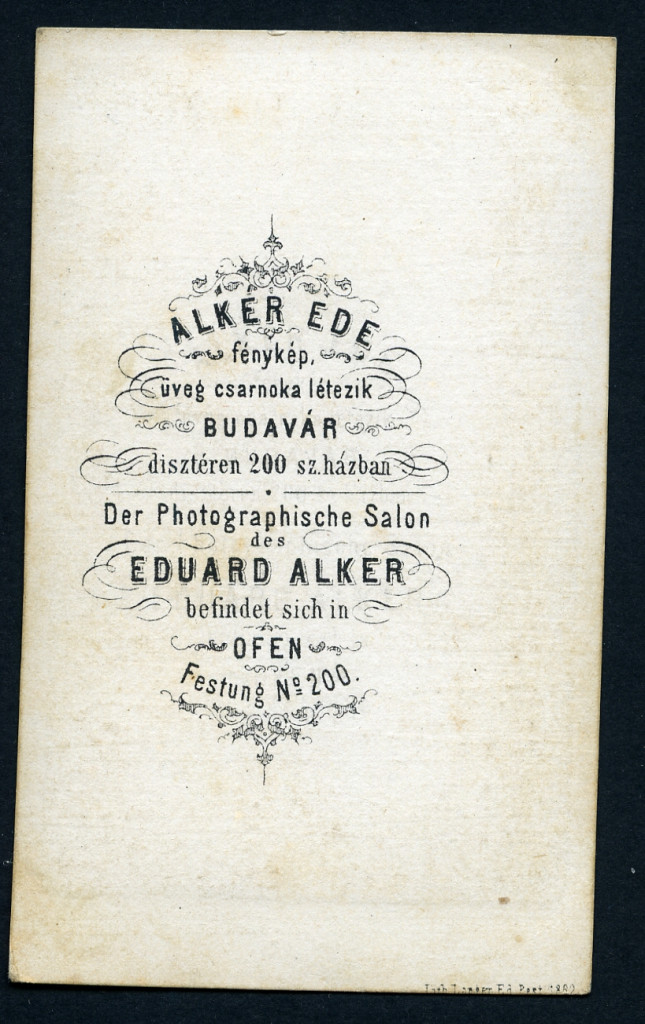 ALKER EDE
fénykép,
üveg csarnoka létezik
BUDAVÁR
disztéren 200 sz.házban
Der Photographische Salon
des
EDUARD ALKER
befindet sich in
OFEN
Festung No 200.